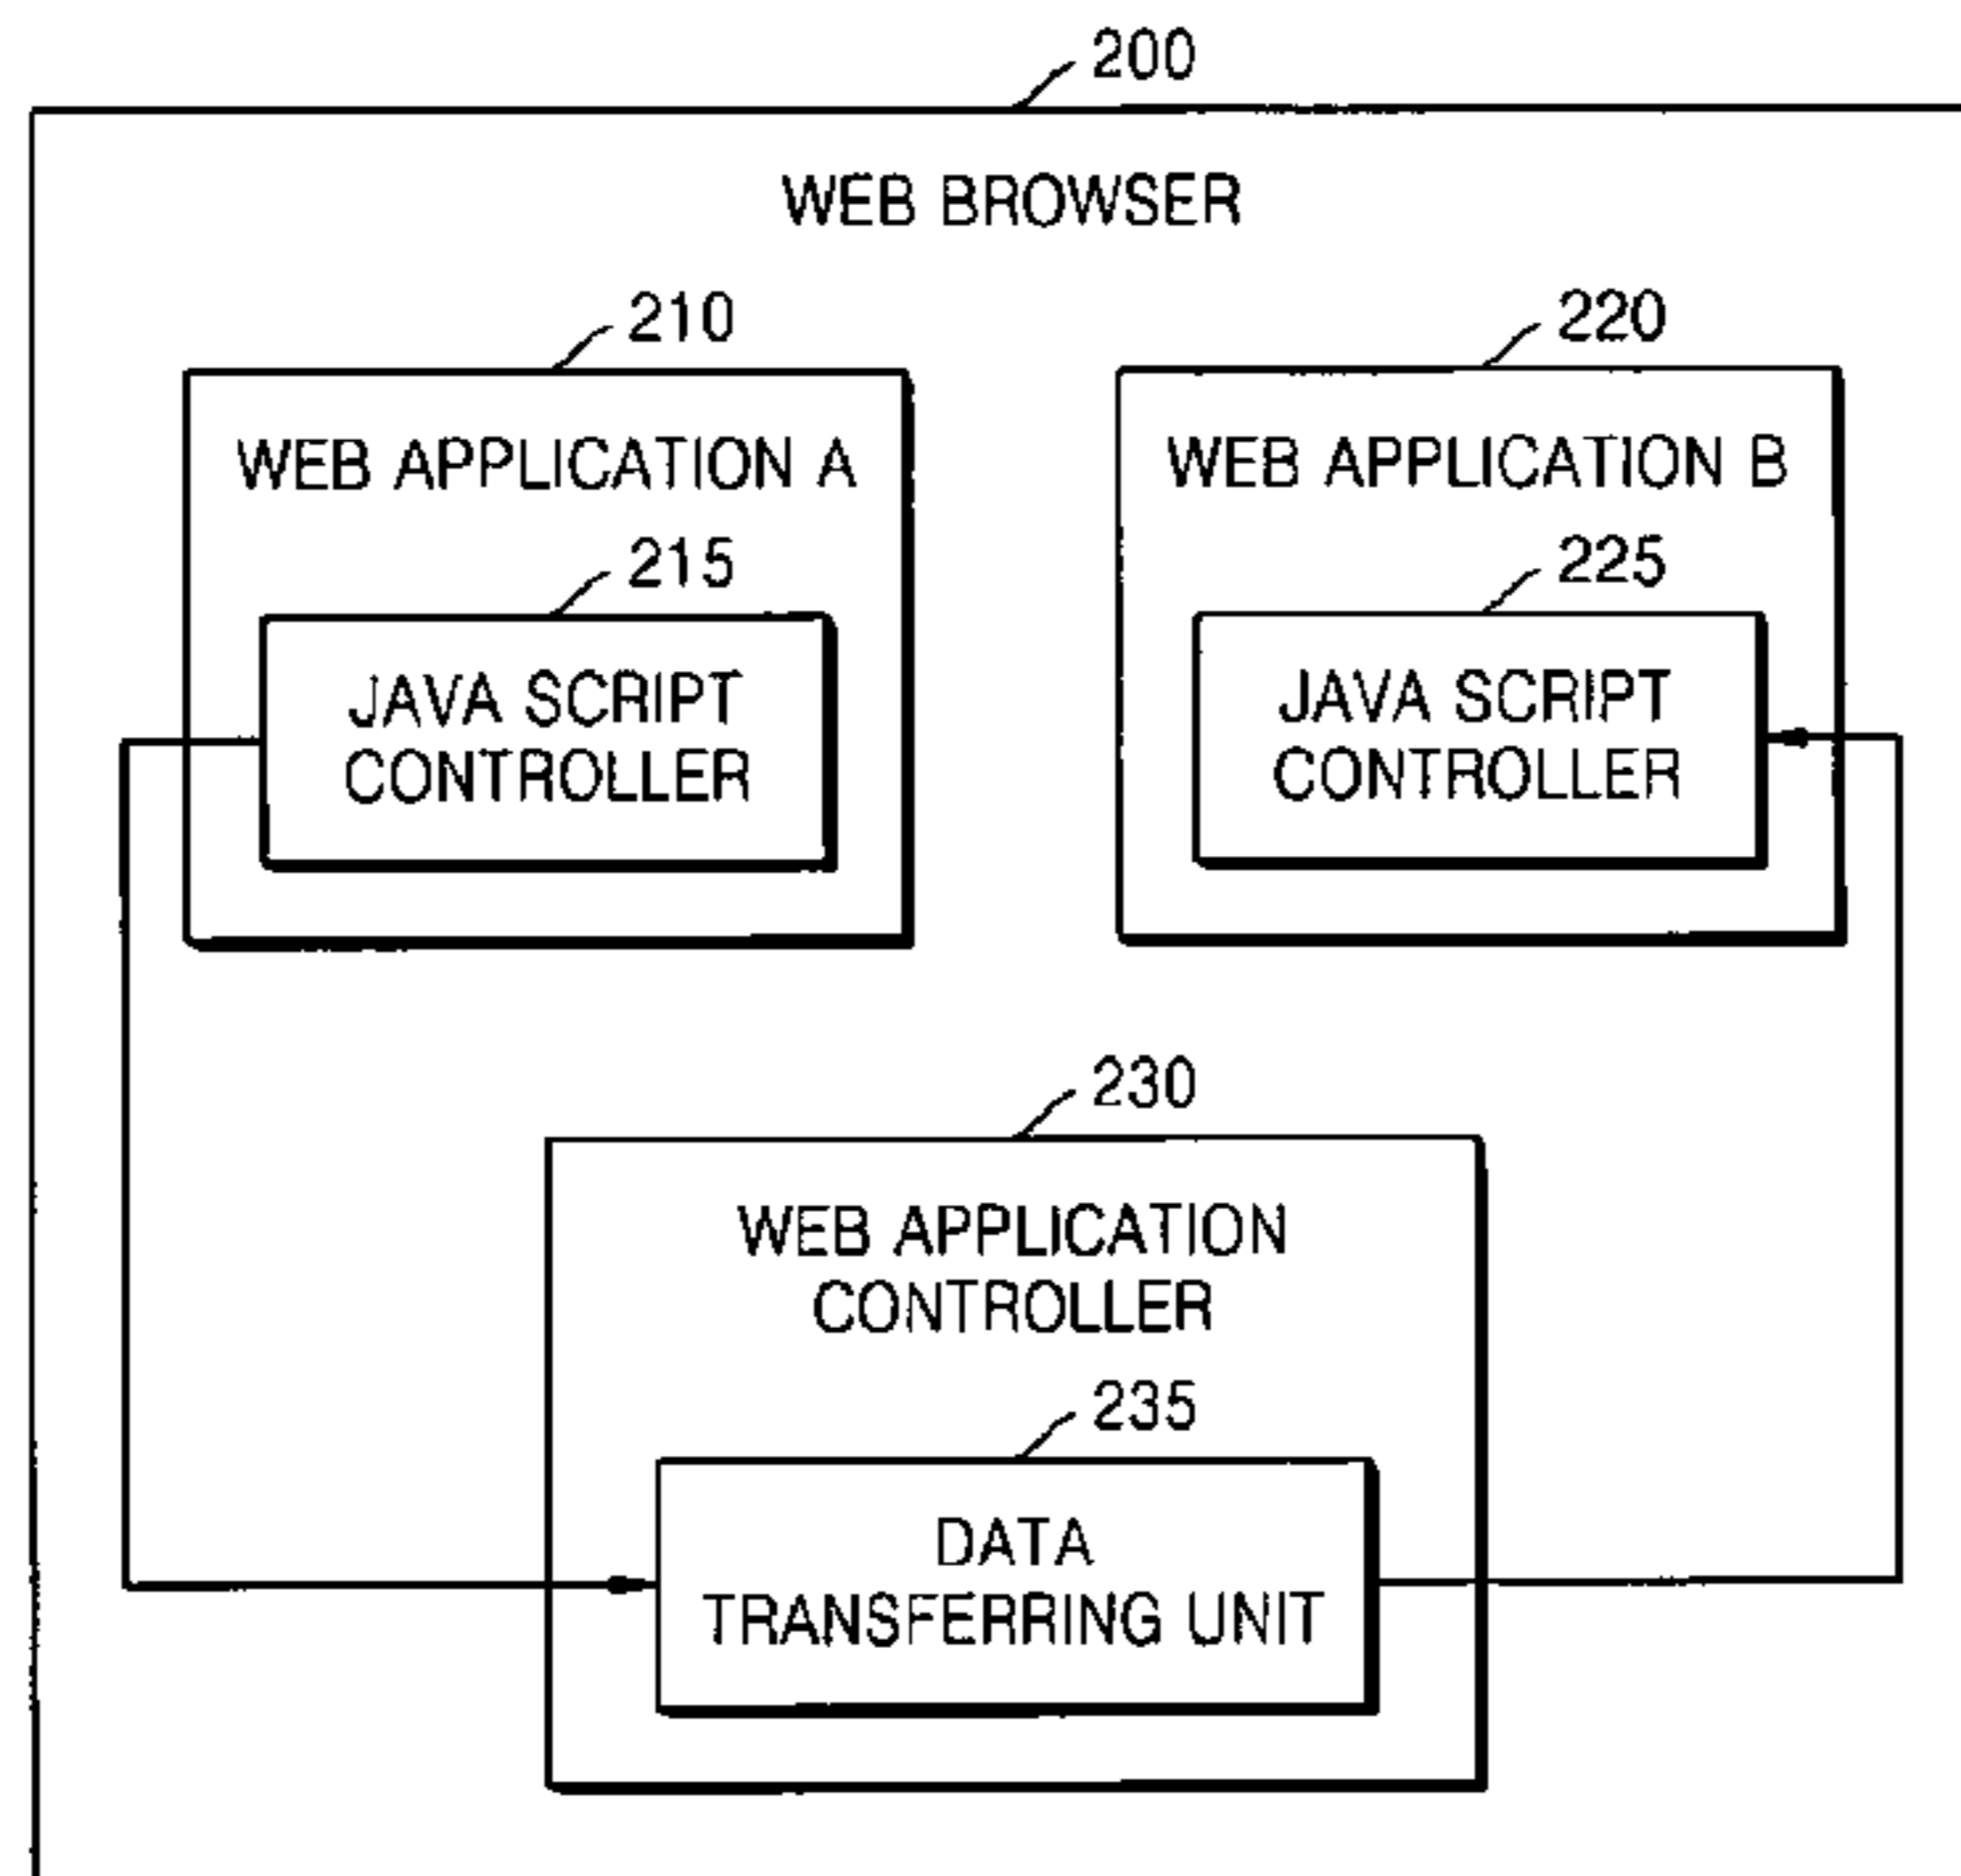 200
WEB BROWSER
210
WEB APPLICATION A
215
JAVA SCRIPT
CONTROLLER
220
WEB APPLICATION B
225
JAVA SCRIPT
CONTROLLER
230
WEB APPLICATION
CONTROLLER
235
DATA
TRANSFERRING UNIT